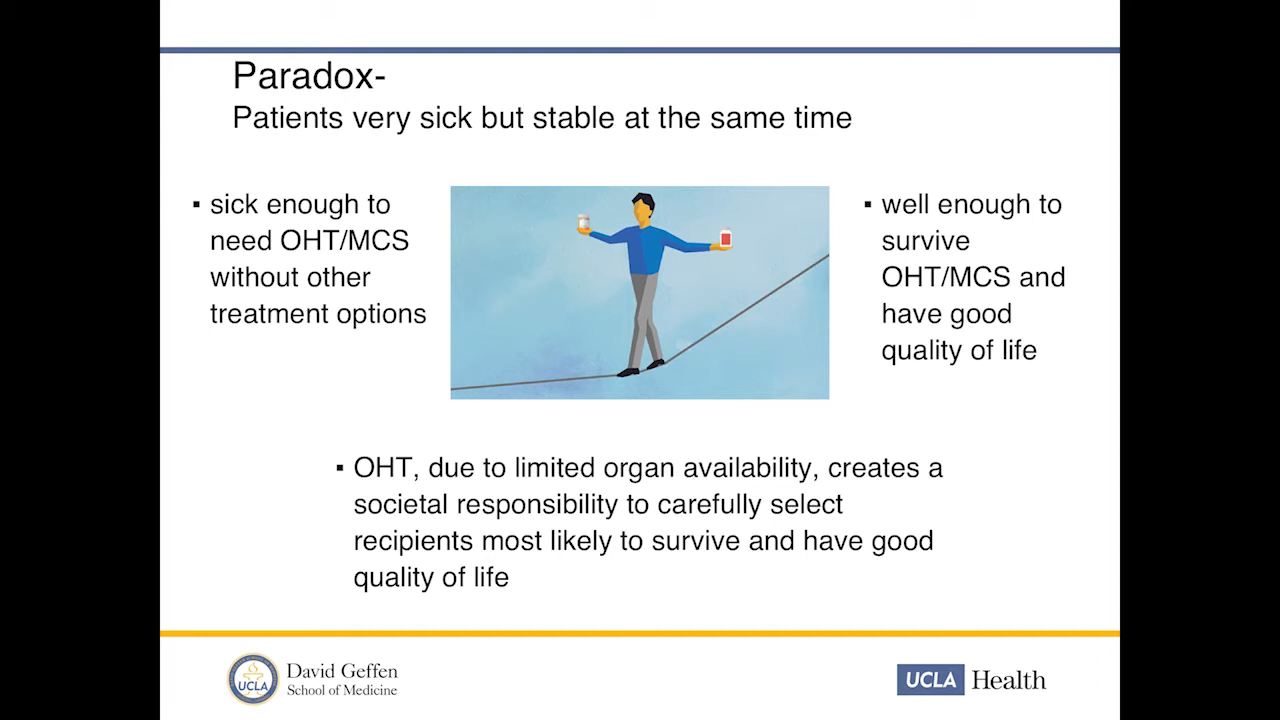 Paradox-
Patients very sick but stable at the same time
▪ sick enough to
need OHT/MCS
without other
treatment options
▪ well enough to
survive
OHT/MCS and
have good
quality of life
▪ OHT, due to limited organ availability, creates a
societal responsibility to carefully select
recipients most likely to survive and have good
quality of life
UCLA
David Geffen
School of Medicine
UCLA Health